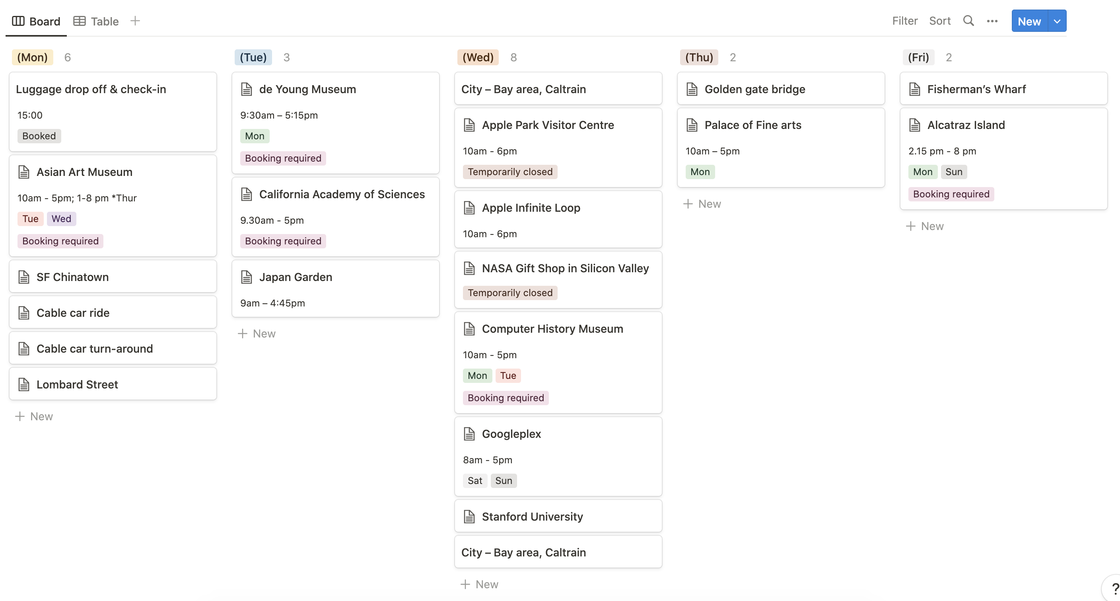 Board Table Filter Sort New
(Mon) 6
Luggage drop off & check-in
15:00
Booked
Asian Art Museum
10am - 5pm; 1-8 pm *Thur
Tue Wed
Booking required
SF Chinatown
Cable car ride
Cable car turn-around
Lombard Street
New
(Tue) 3
de Young Museum
9:30am – 5:15pm
Mon
Booking required
California Academy of Sciences
9.30am - 5pm
Booking required
Japan Garden
9am – 4:45pm
New
(Wed) 8
City – Bay area, Caltrain
Apple Park Visitor Centre
10am - 6pm
Temporarily closed
Apple Infinite Loop
10am - 6pm
NASA Gift Shop in Silicon Valley
Temporarily closed
Computer History Museum
10am - 5pm
Mon Tue
Booking required
Googleplex
8am - 5pm
Sat Sun
Stanford University
City – Bay area, Caltrain
New
(Thu) 2
Golden gate bridge
Palace of Fine arts
10am – 5pm
Mon
New
(Fri) 2
Fisherman’s Wharf
Alcatraz Island
2.15 pm - 8 pm
Mon Sun
Booking required
New
?